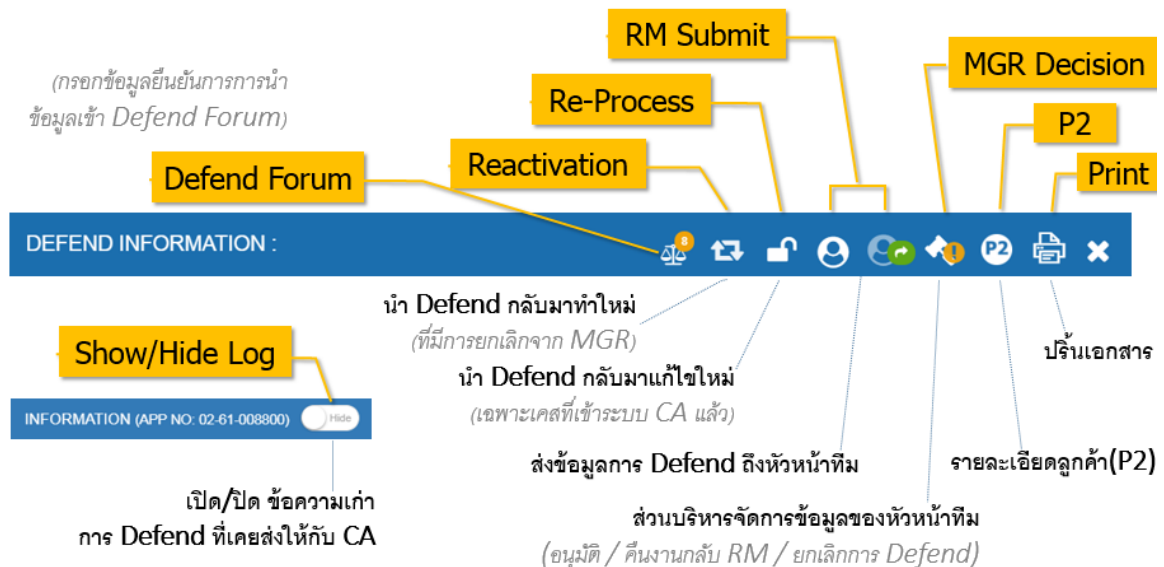 RM Submit
(กรอกข้อมูลยืนยันการการนำ
ข้อมูลเข้า Defend Forum)
MGR Decision
Re-Process
P2
Reactivation
Defend Forum
Print
DEFEND INFORMATION :
8
P2
นำ Defend กลับมาทำใหม่
(ที่มีการยกเลิกจาก MGR)
ปริ้นเอกสาร
Show/Hide Log
นำ Defend กลับมาแก้ไขใหม่
(เฉพาะเคสที่เข้าระบบ CA แล้ว)
INFORMATION (APP NO: 02-61-008800) Hide
ส่งข้อมูลการ Defend ถึงหัวหน้าทีม
รายละเอียดลูกค้า(P2)
เปิด/ปิด ข้อความเก่า
การ Defend ที่เคยส่งให้กับ CA
ส่วนบริหารจัดการข้อมูลของหัวหน้าทีม
(อนุมัติ / คืนงานกลับ RM / ยกเลิกการ Defend)